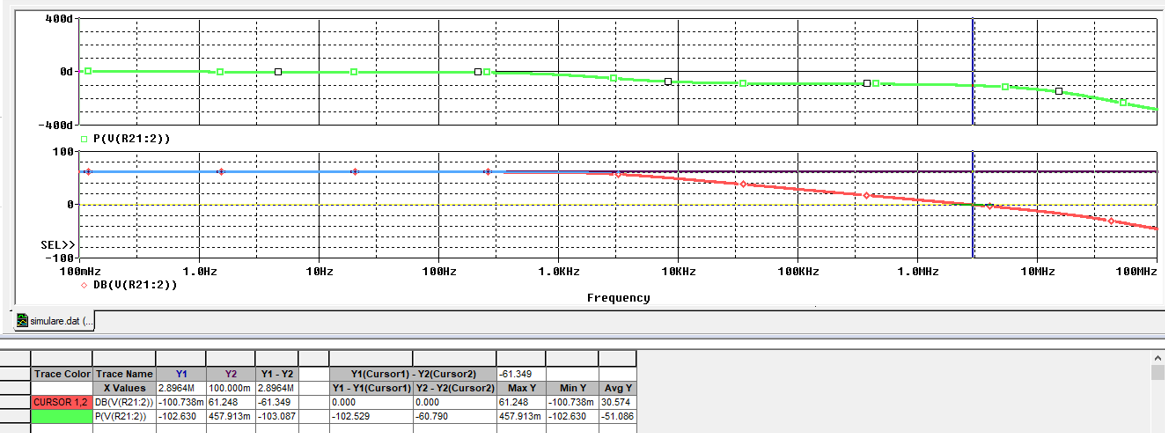 400d
0d
-400d
P(V(R21:2))
100
0
SEL>>
-100
100mHz 1.0Hz 10Hz 100Hz 1.0KHz 10KHz 100KHz 1.0MHz 10MHz 100MHz
DB(V(R21:2))
Frequency
simulare.dat (...
Trace Color Trace Name Y1 Y2 Y1 - Y2 Y1(Cursor1) - Y2(Cursor2) -61.349
X Values 2.8964M 100.000m 2.8964M Y1 - Y1(Cursor1) Y2 - Y2(Cursor2) Max Y Min Y Avg Y
CURSOR 1,2 DB(V(R21:2)) -100.738m 61.248 -61.349 0.000 0.000 61.248 -100.738m 30.574
P(V(R21:2)) -102.630 457.913m -103.087 -102.529 -60.790 457.913m -102.630 -51.086